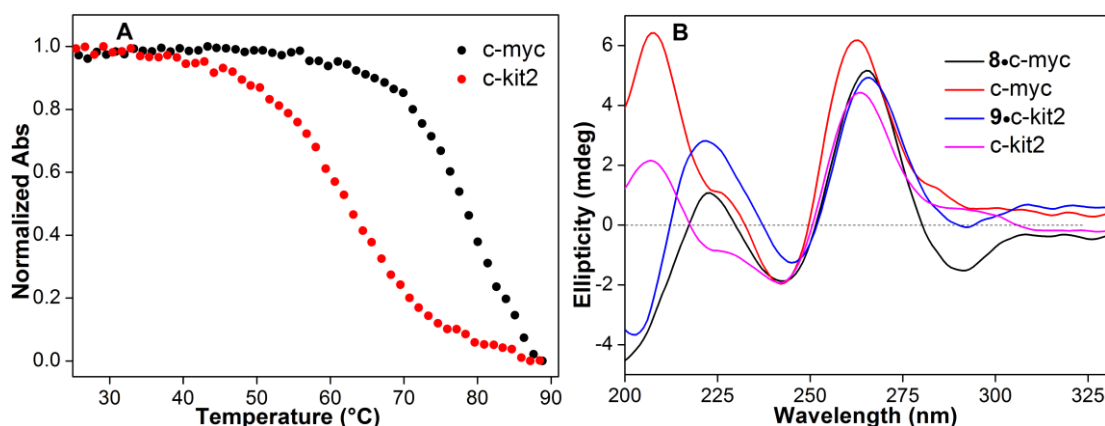 A
c-myc
c-kit2
Normalized Abs
1.0
0.8
0.6
0.4
0.2
0.0
30 40 50 60 70 80 90
Temperature (°C)
B
8•c-myc
c-myc
9•c-kit2
c-kit2
Ellipticity (mdeg)
6
4
2
0
-2
-4
200 225 250 275 300 325
Wavelength (nm)